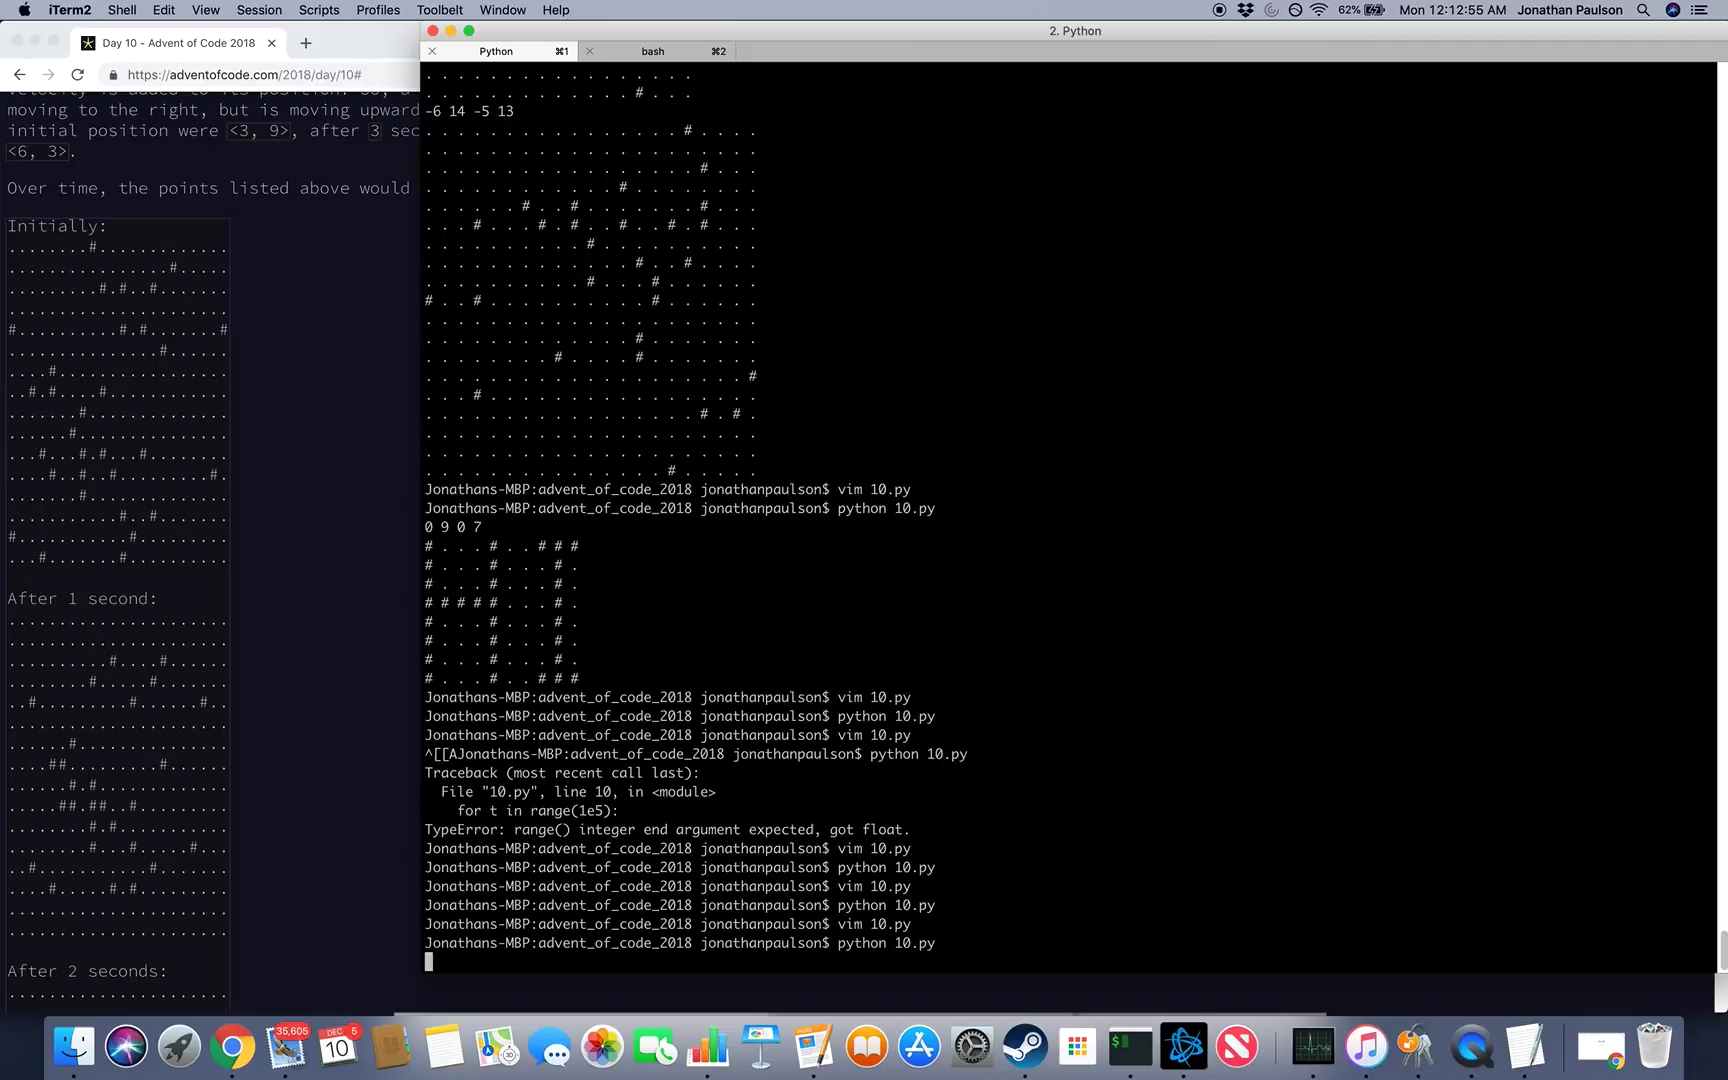 iTerm2 Shell Edit View Session Scripts Profiles Toolbelt Window Help 62% Mon 12:12:55 AM Jonathan Paulson
Day 10 - Advent of Code 2018
https://adventofcode.com/2018/day/10#
moving to the right, but is moving upward
initial position were <3, 9>, after 3 sec
<6, 3>.
Over time, the points listed above would
Initially:
........#.............
................#.....
.........#.#..#.......
......................
#..........#.#.......#
...............#......
....#.................
..#.#....#............
.......#..............
......#...............
...#...#.#...#........
....#..#..#.........#.
.......#..............
...........#..#.......
#...........#.........
...#.......#..........
After 1 second:
......................
......................
..........#....#......
........#.....#.......
..#.........#......#..
......................
......#...............
....##.........#......
......#.#.............
.....##.##..#.........
........#.#...........
........#...#.....#...
..#...........#.......
....#.....#.#.........
......................
......................
After 2 seconds:
......................
2. Python
Python ⌘1 bash ⌘2
. . . . . . . . . . . . . . . . .
. . . . . . . . . . . . . # . . .
-6 14 -5 13
. . . . . . . . . . . . . . . . # . . . .
. . . . . . . . . . . . . . . . . . . . .
. . . . . . . . . . . . . . . . . # . . .
. . . . . . . . . . . . # . . . . . . . .
. . . . . . # . . # . . . . . . . # . . .
. . . # . . . # . # . . # . . # . # . . .
. . . . . . . . . . # . . . . . . . . . .
. . . . . . . . . . . . . # . . # . . . .
. . . . . . . . . . # . . . # . . . . . .
# . . # . . . . . . . . . . # . . . . . .
. . . . . . . . . . . . . . . . . . . . .
. . . . . . . . . . . . . # . . . . . . .
. . . . . . . . # . . . . # . . . . . . .
. . . . . . . . . . . . . . . . . . . . #
. . . # . . . . . . . . . . . . . . . . .
. . . . . . . . . . . . . . . . . # . # .
. . . . . . . . . . . . . . . . . . . . .
. . . . . . . . . . . . . . . . . . . . .
. . . . . . . . . . . . . . . # . . . . .
Jonathans-MBP:advent_of_code_2018 jonathanpaulson$ vim 10.py
Jonathans-MBP:advent_of_code_2018 jonathanpaulson$ python 10.py
0 9 0 7
# . . . # . . # # #
# . . . # . . . # .
# . . . # . . . # .
# # # # # . . . # .
# . . . # . . . # .
# . . . # . . . # .
# . . . # . . . # .
# . . . # . . # # #
Jonathans-MBP:advent_of_code_2018 jonathanpaulson$ vim 10.py
Jonathans-MBP:advent_of_code_2018 jonathanpaulson$ python 10.py
Jonathans-MBP:advent_of_code_2018 jonathanpaulson$ vim 10.py
^[[AJonathans-MBP:advent_of_code_2018 jonathanpaulson$ python 10.py
Traceback (most recent call last):
File "10.py", line 10, in <module>
for t in range(1e5):
TypeError: range() integer end argument expected, got float.
Jonathans-MBP:advent_of_code_2018 jonathanpaulson$ vim 10.py
Jonathans-MBP:advent_of_code_2018 jonathanpaulson$ python 10.py
Jonathans-MBP:advent_of_code_2018 jonathanpaulson$ vim 10.py
Jonathans-MBP:advent_of_code_2018 jonathanpaulson$ python 10.py
Jonathans-MBP:advent_of_code_2018 jonathanpaulson$ vim 10.py
Jonathans-MBP:advent_of_code_2018 jonathanpaulson$ python 10.py
35,605
DEC 5
10